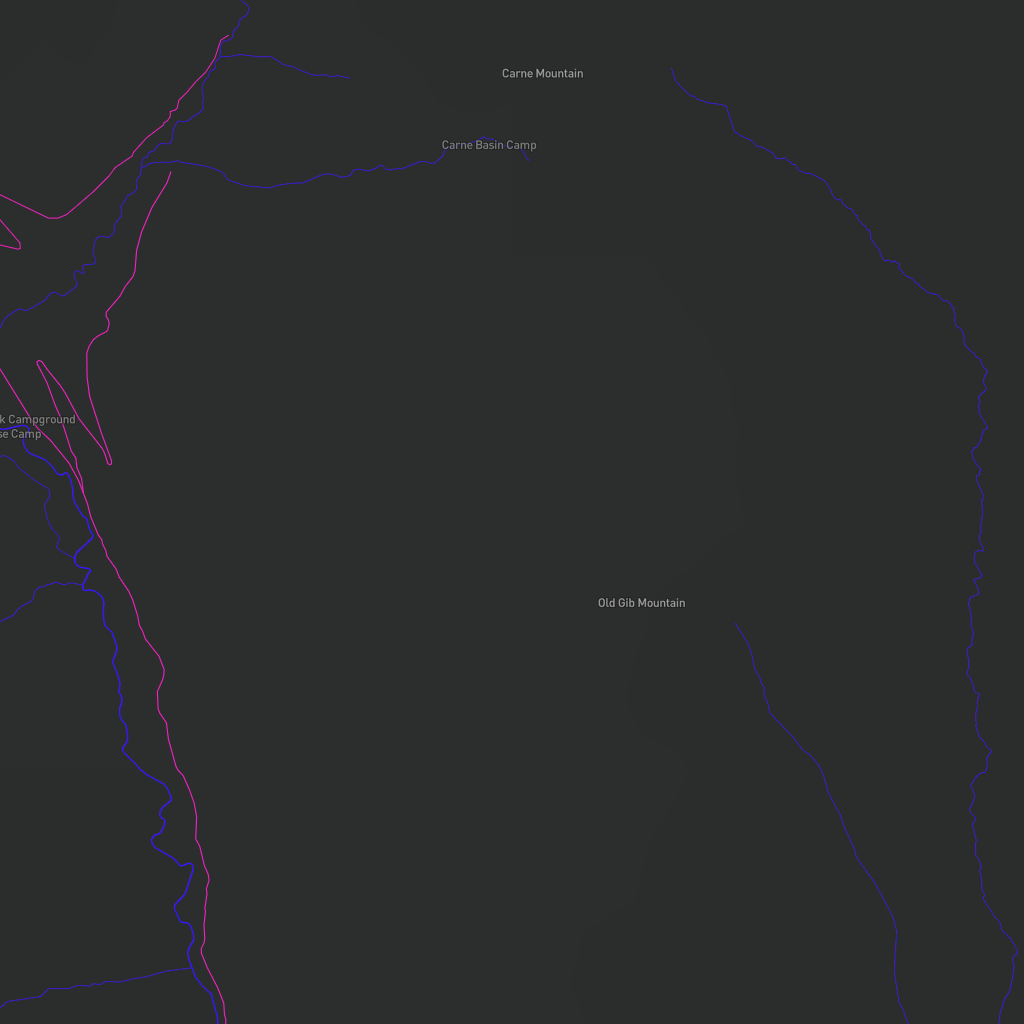 Carne Mountain
Carne Basin Camp
k Campground
se Camp
Old Gib Mountain